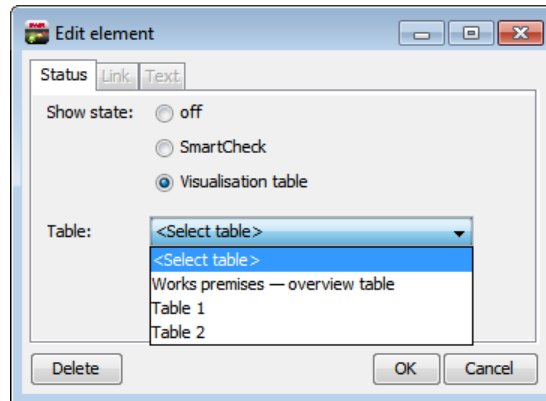 Edit element
Status Link Text
Show state: off
SmartCheck
Visualisation table
Table: <Select table>
<Select table>
Works premises — overview table
Table 1
Table 2
Delete OK Cancel